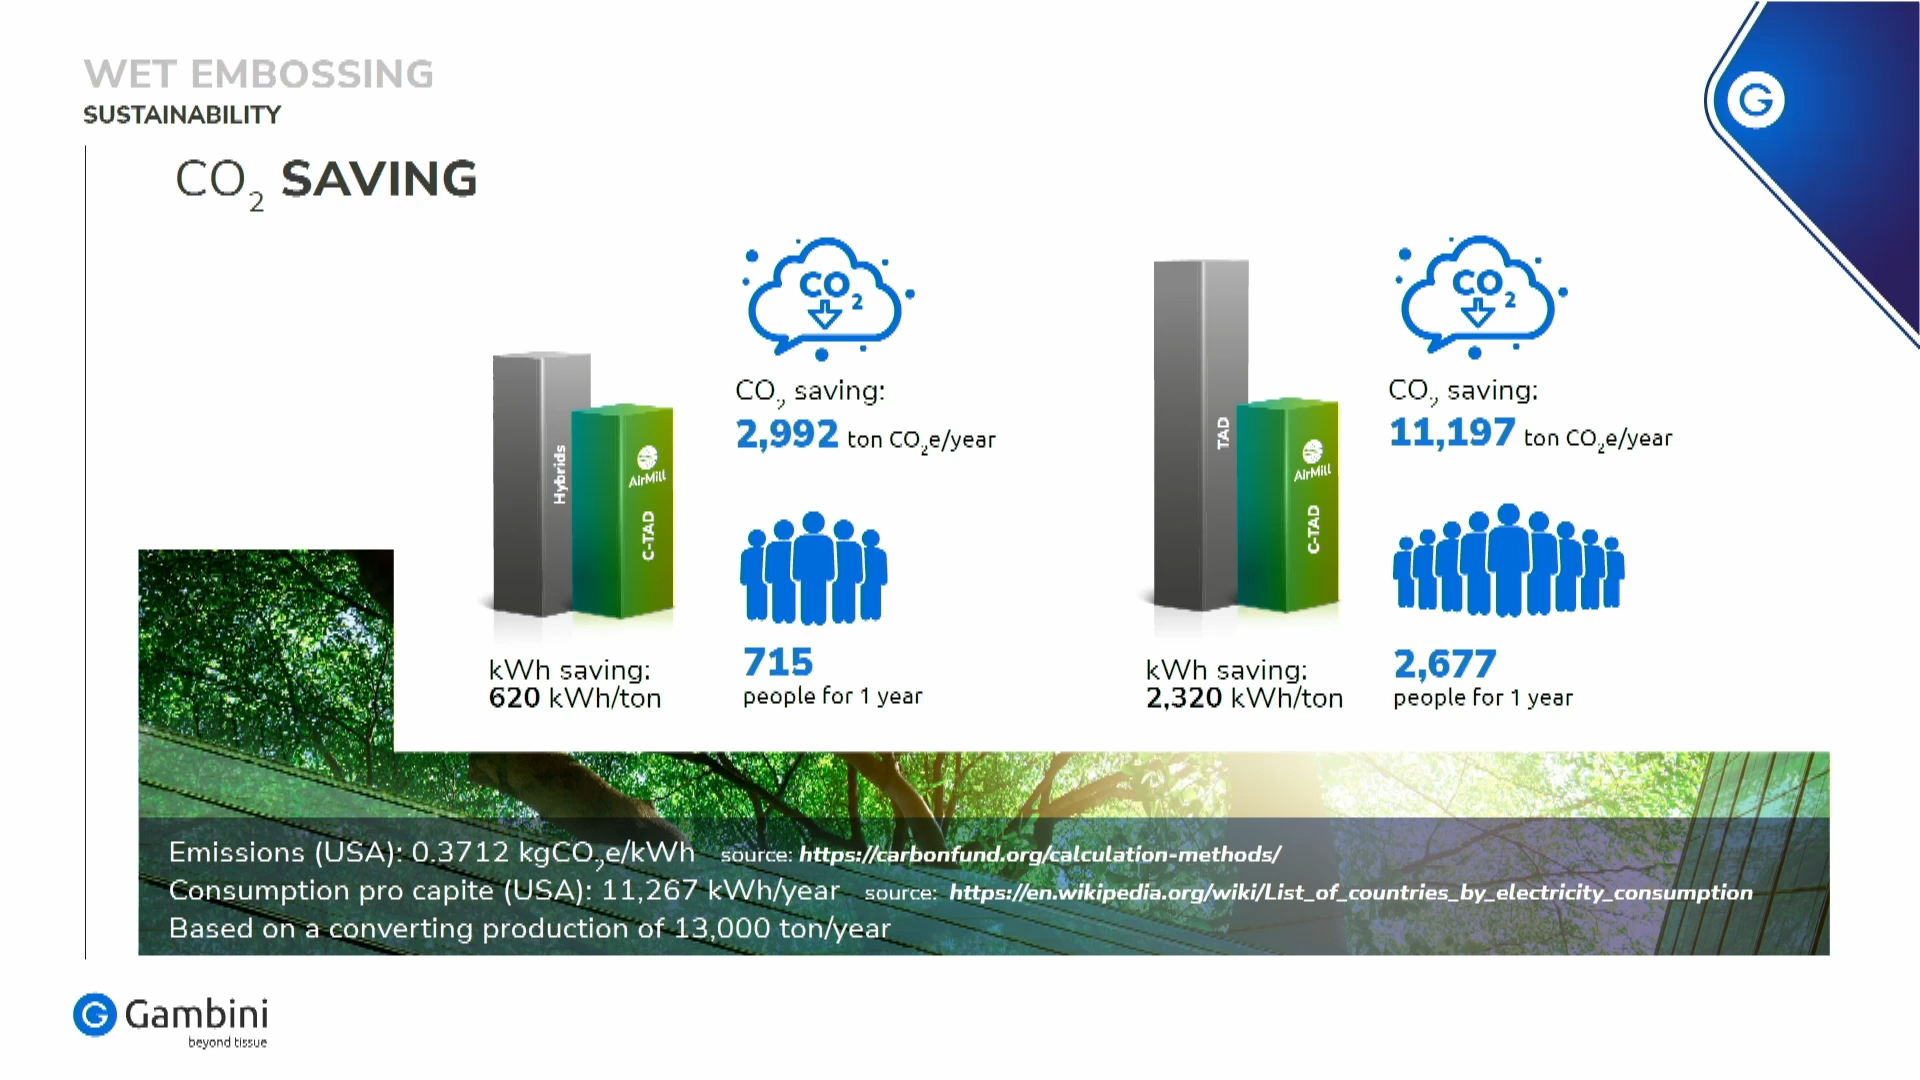 WET EMBOSSING
SUSTAINABILITY
CO2 SAVING
CO2
CO2 saving:
2,992 ton CO2e/year
Hybrids
AirMill
C-TAD
kWh saving:
620 kWh/ton
715
people for 1 year
CO2
CO2 saving:
11,197 ton CO2e/year
TAD
AirMill
C-TAD
kWh saving:
2,320 kWh/ton
2,677
people for 1 year
Emissions (USA): 0.3712 kgCO2e/kWh source: https://carbonfund.org/calculation-methods/
Consumption pro capite (USA): 11,267 kWh/year source: https://en.wikipedia.org/wiki/List_of_countries_by_electricity_consumption
Based on a converting production of 13,000 ton/year
G Gambini
beyond tissue
G